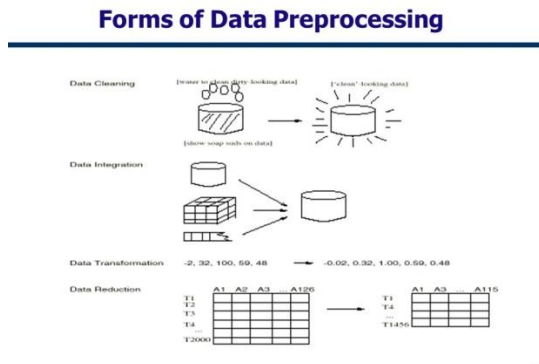 Forms of Data Preprocessing
Data Cleaning
[water to clean dirty-looking data]
['clean'-looking data]
[show soap suds on data]
Data Integration
Data Transformation -2, 32, 100, 59, 48 -0.02, 0.32, 1.00, 0.59, 0.48
Data Reduction
A1 A2 A3 ... A126
T1
T2
T3
T4
...
T2000
A1 A3 ... A115
T1
T4
...
T1456